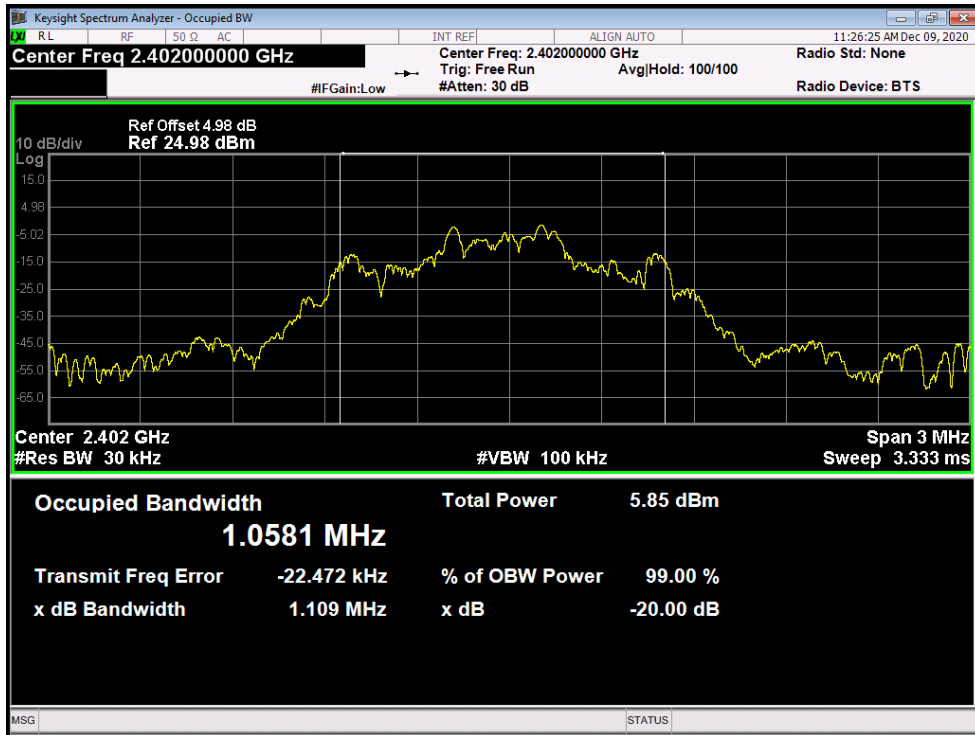 Keysight Spectrum Analyzer - Occupied BW
LXI RL RF 50 Ω AC INT REF ALIGN AUTO 11:26:25 AM Dec 09, 2020
Center Freq 2.402000000 GHz
Center Freq: 2.402000000 GHz
Radio Std: None
Trig: Free Run
Avg|Hold: 100/100
#IFGain:Low
#Atten: 30 dB
Radio Device: BTS
Ref Offset 4.98 dB
10 dB/div
Ref 24.98 dBm
Log
15.0
4.98
-5.02
-15.0
-25.0
-35.0
-45.0
-55.0
-65.0
Center 2.402 GHz
Span 3 MHz
#Res BW 30 kHz
#VBW 100 kHz
Sweep 3.333 ms
Occupied Bandwidth
Total Power 5.85 dBm
1.0581 MHz
Transmit Freq Error -22.472 kHz
% of OBW Power 99.00 %
x dB Bandwidth 1.109 MHz
x dB -20.00 dB
MSG
STATUS